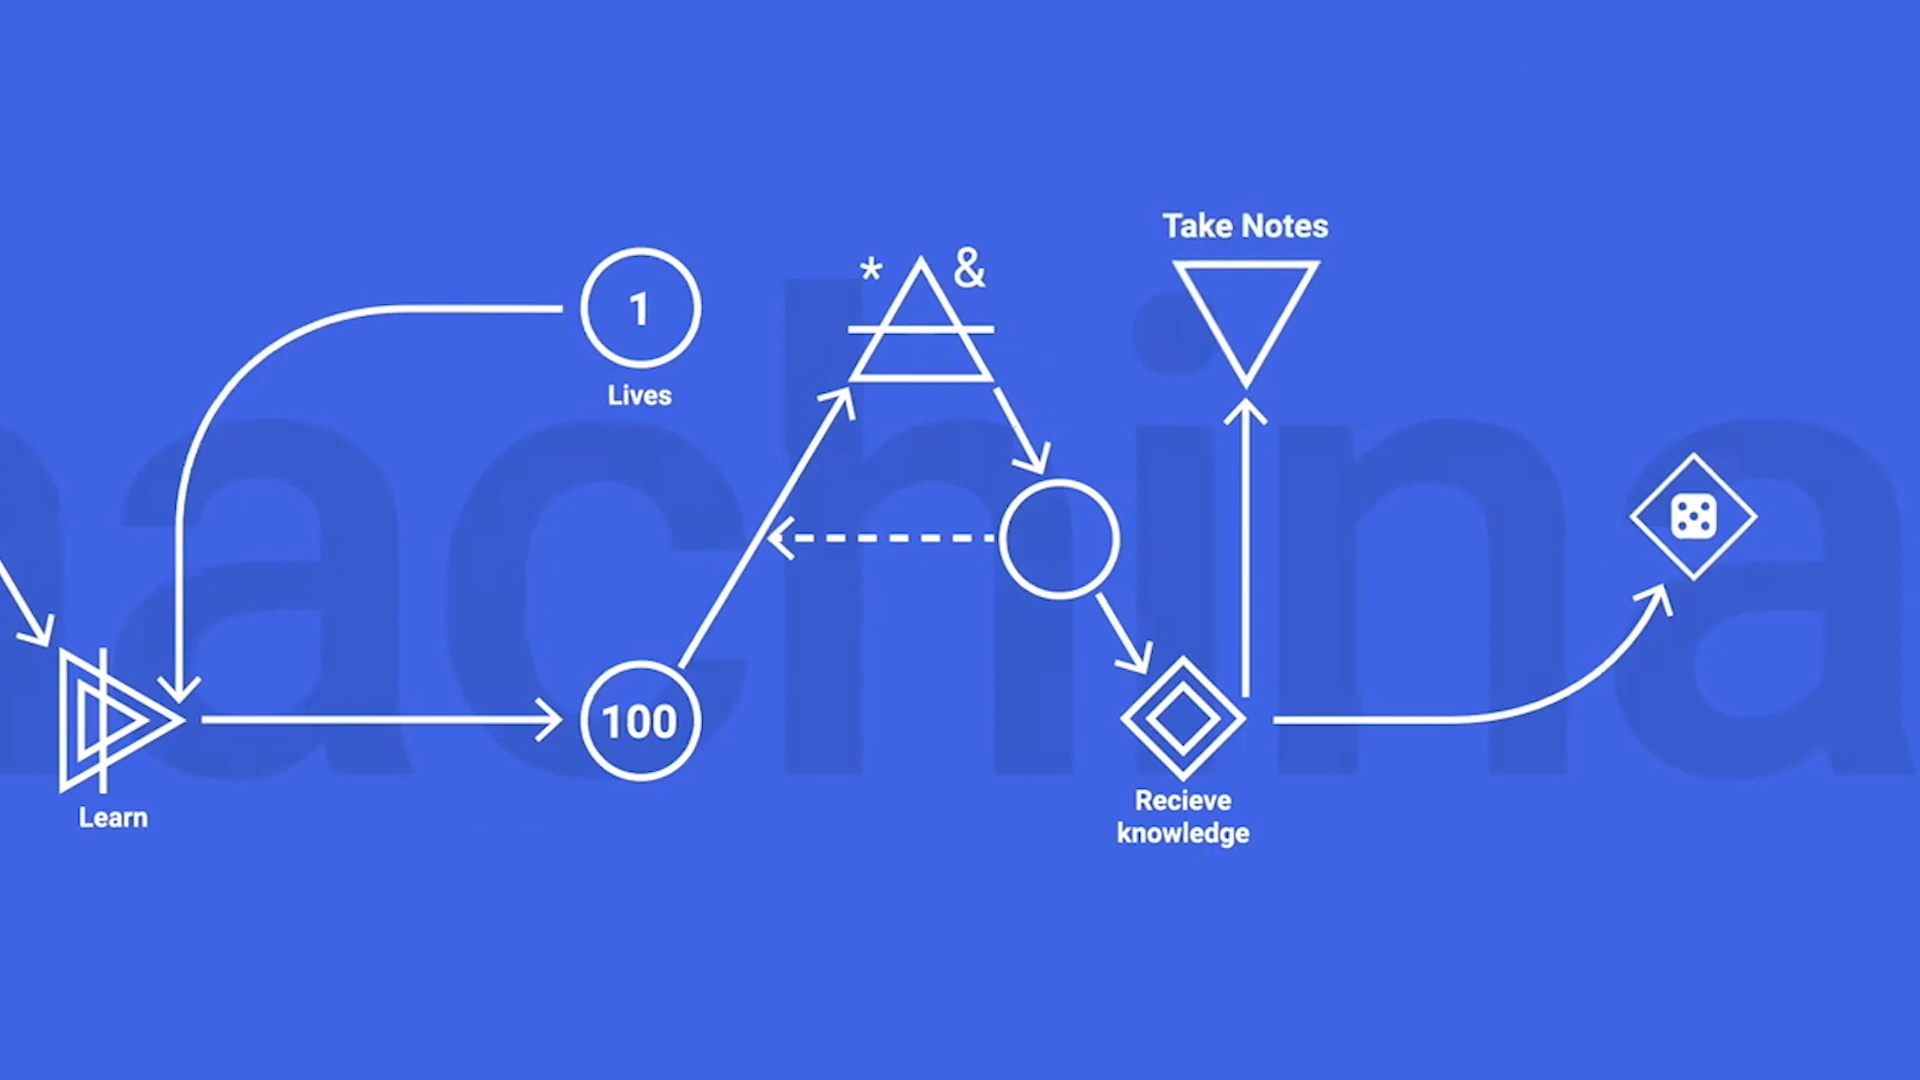 Take Notes
* &
1
Lives
100
Learn
Recieve
knowledge
achina